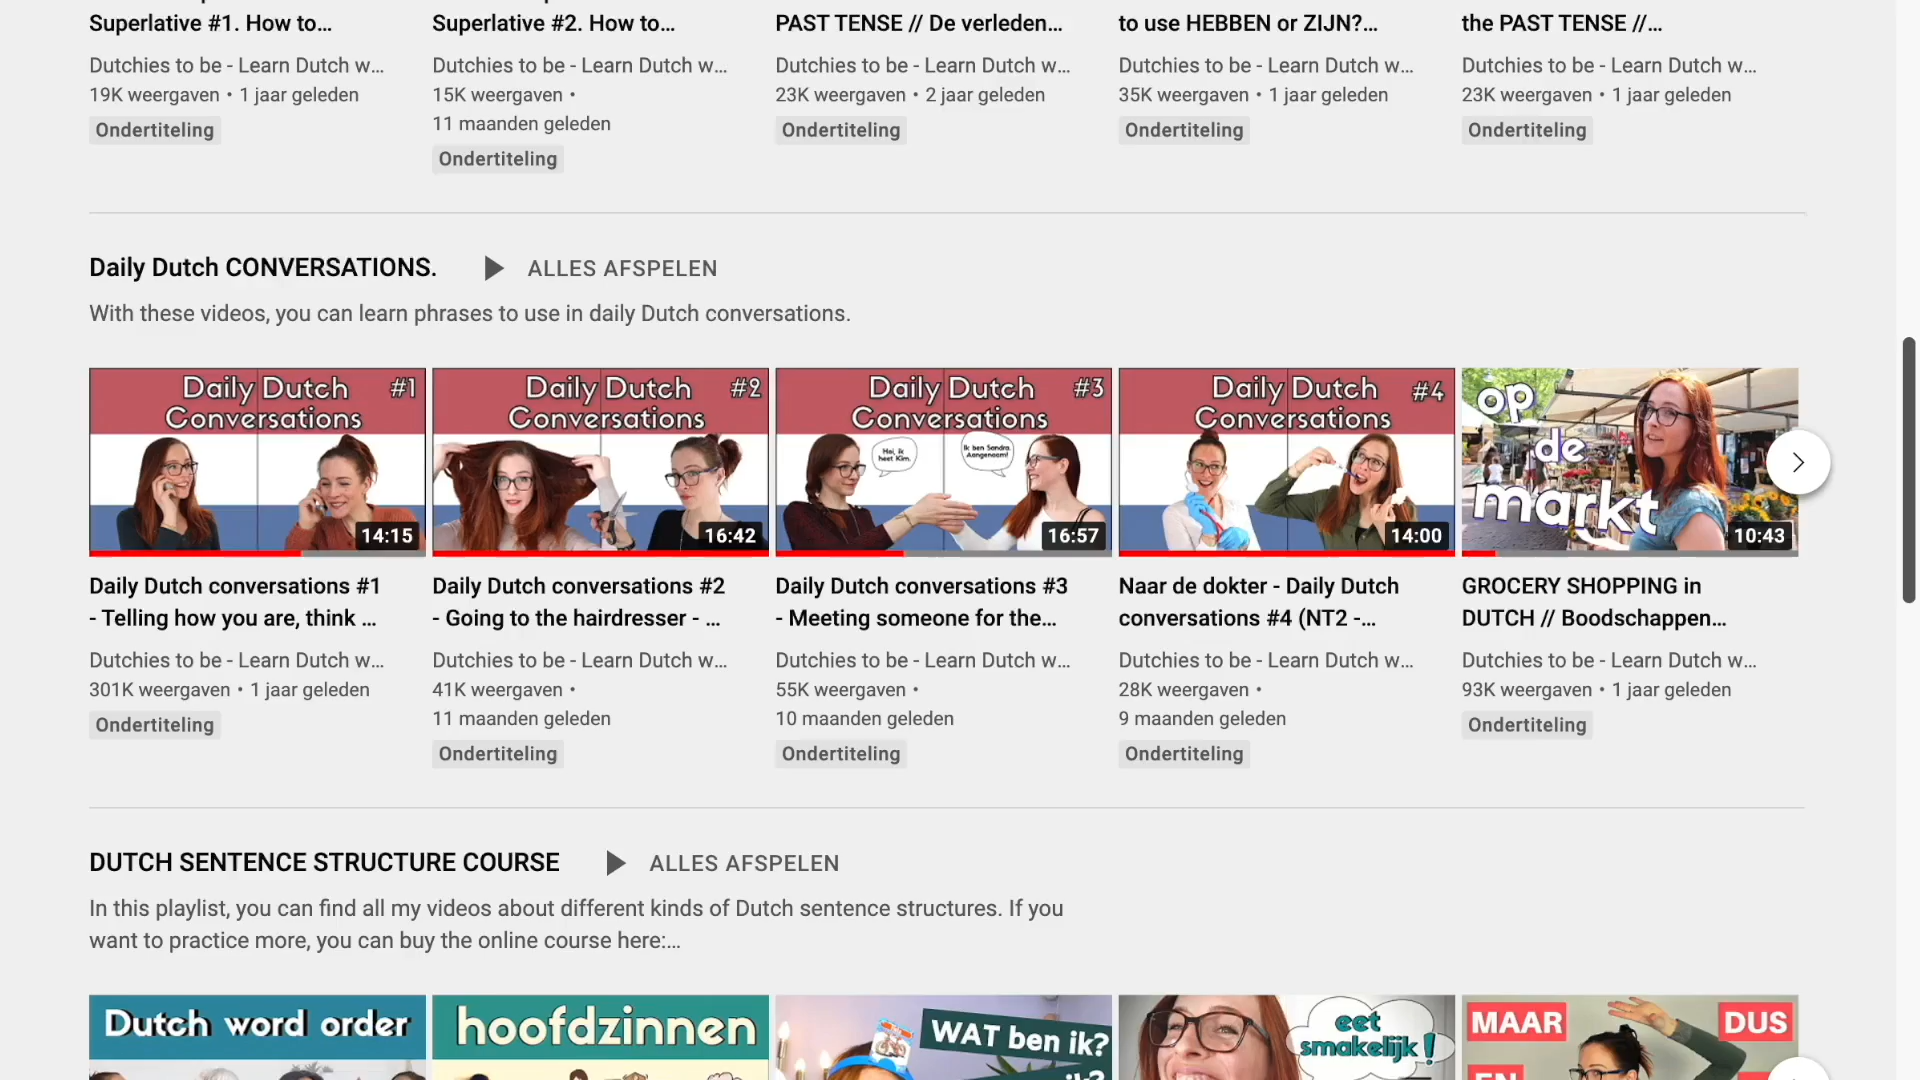 Superlative #1. How to...
Superlative #2. How to...
PAST TENSE // De verleden...
to use HEBBEN or ZIJN?...
the PAST TENSE //...
Dutchies to be - Learn Dutch w...
Dutchies to be - Learn Dutch w...
Dutchies to be - Learn Dutch w...
Dutchies to be - Learn Dutch w...
Dutchies to be - Learn Dutch w...
19K weergaven • 1 jaar geleden
15K weergaven •
11 maanden geleden
23K weergaven • 2 jaar geleden
35K weergaven • 1 jaar geleden
23K weergaven • 1 jaar geleden
Ondertiteling
Ondertiteling
Ondertiteling
Ondertiteling
Ondertiteling
Daily Dutch CONVERSATIONS.
ALLES AFSPELEN
With these videos, you can learn phrases to use in daily Dutch conversations.
Daily Dutch #1
Conversations
14:15
Daily Dutch #2
Conversations
16:42
Daily Dutch #3
Conversations
Hoi, ik
heet Kim.
Ik ben Sandra.
Aangenaam!
16:57
Daily Dutch #4
Conversations
14:00
op
de
markt
10:43
Daily Dutch conversations #1
- Telling how you are, think ...
Daily Dutch conversations #2
- Going to the hairdresser - ...
Daily Dutch conversations #3
- Meeting someone for the...
Naar de dokter - Daily Dutch
conversations #4 (NT2 -...
GROCERY SHOPPING in
DUTCH // Boodschappen...
Dutchies to be - Learn Dutch w...
Dutchies to be - Learn Dutch w...
Dutchies to be - Learn Dutch w...
Dutchies to be - Learn Dutch w...
Dutchies to be - Learn Dutch w...
301K weergaven • 1 jaar geleden
41K weergaven •
11 maanden geleden
55K weergaven •
10 maanden geleden
28K weergaven •
9 maanden geleden
93K weergaven • 1 jaar geleden
Ondertiteling
Ondertiteling
Ondertiteling
Ondertiteling
Ondertiteling
DUTCH SENTENCE STRUCTURE COURSE
ALLES AFSPELEN
In this playlist, you can find all my videos about different kinds of Dutch sentence structures. If you
want to practice more, you can buy the online course here:...
Dutch word order
hoofdzinnen
WAT ben ik?
eet
smakelijk!
MAAR
DUS
EN